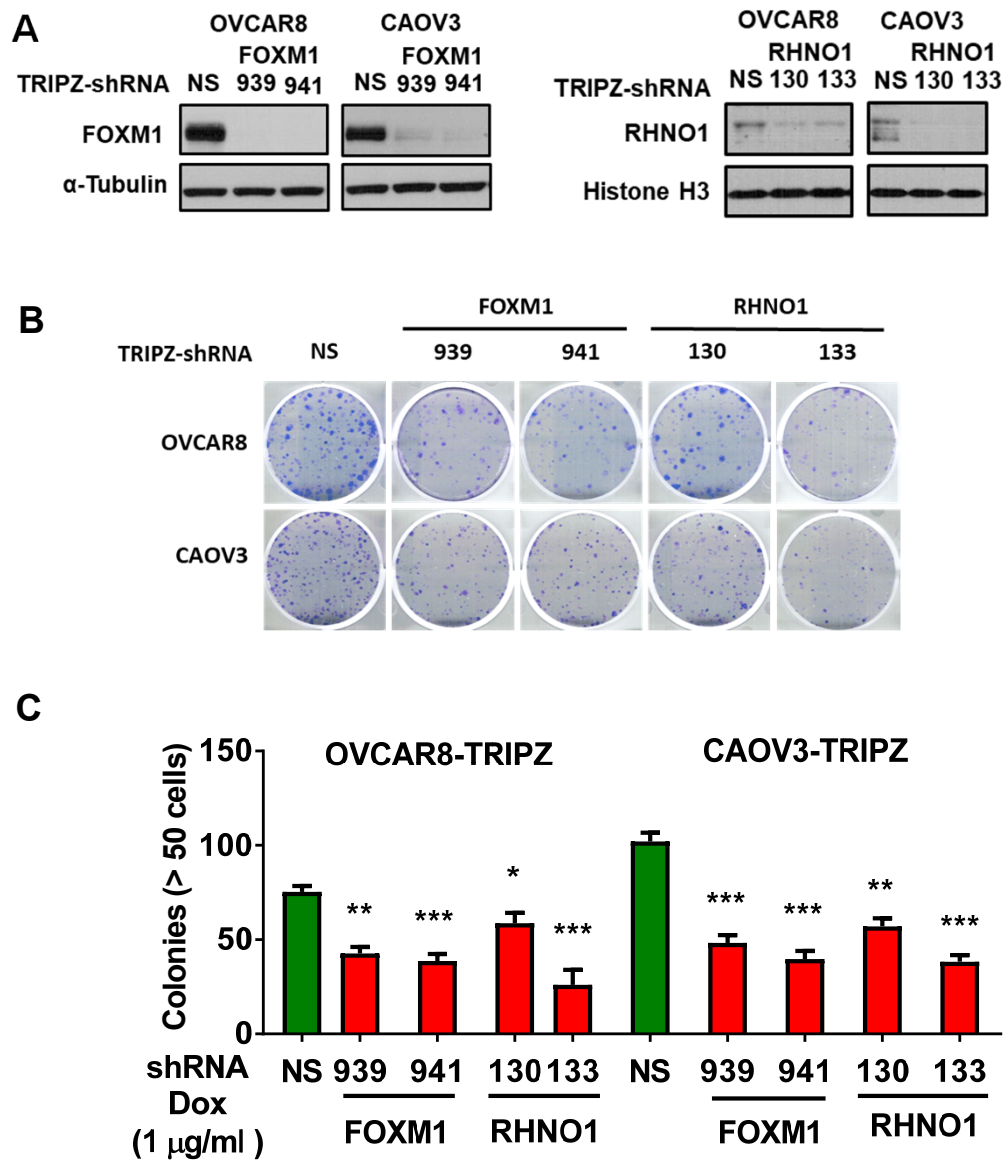 A
OVCAR8 CAOV3
FOXM1 FOXM1
TRIPZ-shRNA NS 939 941 NS 939 941
FOXM1
α-Tubulin
OVCAR8 CAOV3
RHNO1 RHNO1
TRIPZ-shRNA NS 130 133 NS 130 133
RHNO1
Histone H3
B
FOXM1 RHNO1
TRIPZ-shRNA NS 939 941 130 133
OVCAR8
CAOV3
C
OVCAR8-TRIPZ CAOV3-TRIPZ
Colonies (> 50 cells)
150
100
50
0
** *** * *** *** *** ** ***
shRNA NS 939 941 130 133 NS 939 941 130 133
Dox
(1 μg/ml ) FOXM1 RHNO1 FOXM1 RHNO1